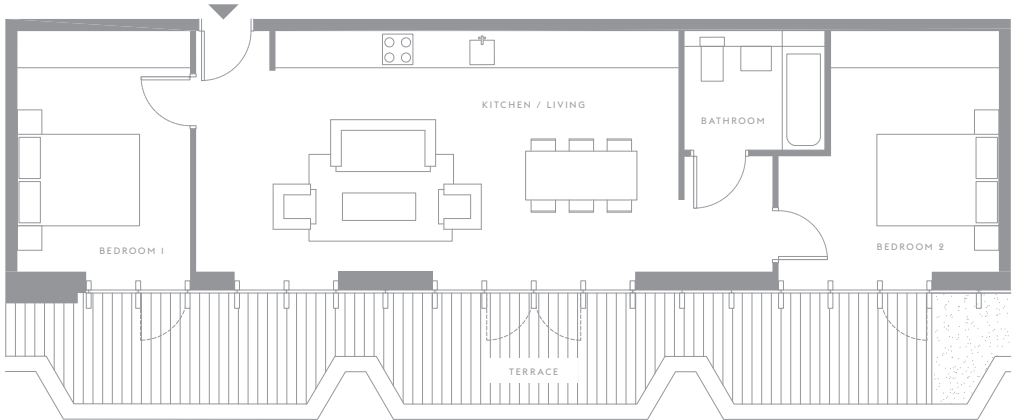 KITCHEN / LIVING
BATHROOM
BEDROOM 1
BEDROOM 2
TERRACE